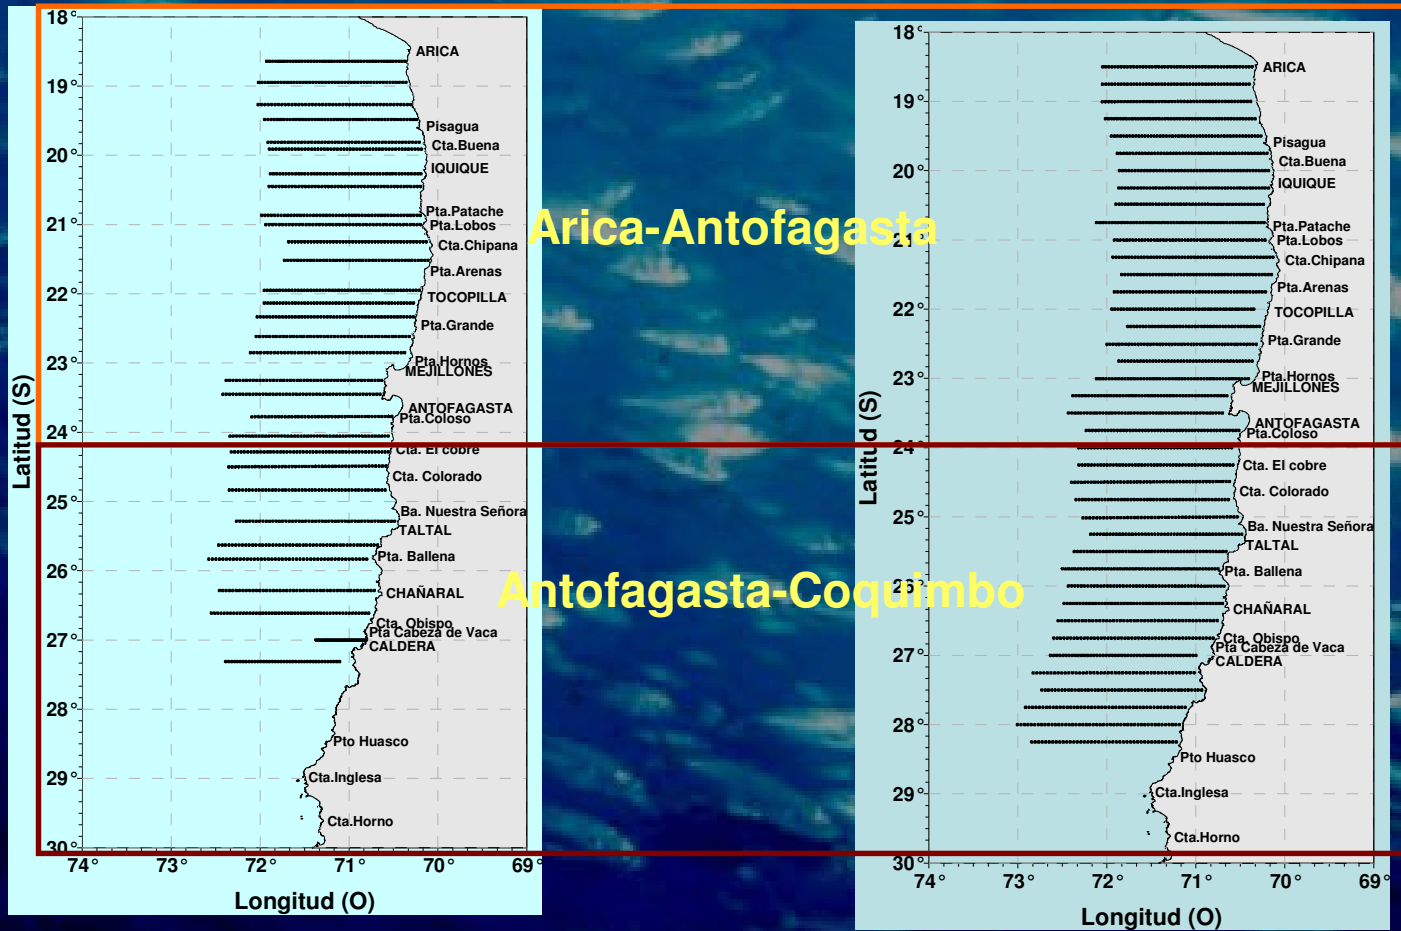 18°
ARICA
19°
Pisagua
Cta.Buena
20°
IQUIQUE
Pta.Patache
21°
Pta.Lobos
Cta.Chipana
Pta.Arenas
22°
TOCOPILLA
Pta.Grande
23°
Pta.Hornos
MEJILLONES
ANTOFAGASTA
Pta.Coloso
24°
Cta. El cobre
Cta. Colorado
25°
Ba. Nuestra Señora
TALTAL
Pta. Ballena
26°
CHAÑARAL
Cta. Obispo
Pta Cabeza de Vaca
27°
CALDERA
28°
Pto Huasco
29°
Cta.Inglesa
Cta.Horno
30°
74° 73° 72° 71° 70° 69°
Longitud (O)
Latitud (S)
Arica-Antofagasta
Antofagasta-Coquimbo
18°
ARICA
19°
Pisagua
Cta.Buena
20°
IQUIQUE
Pta.Patache
21°
Pta.Lobos
Cta.Chipana
Pta.Arenas
22°
TOCOPILLA
Pta.Grande
23°
Pta.Hornos
MEJILLONES
ANTOFAGASTA
Pta.Coloso
24°
Cta. El cobre
Cta. Colorado
25°
Ba. Nuestra Señora
TALTAL
Pta. Ballena
26°
CHAÑARAL
Cta. Obispo
Pta Cabeza de Vaca
27°
CALDERA
28°
Pto Huasco
29°
Cta.Inglesa
Cta.Horno
30°
74° 73° 72° 71° 70° 69°
Longitud (O)
Latitud (S)